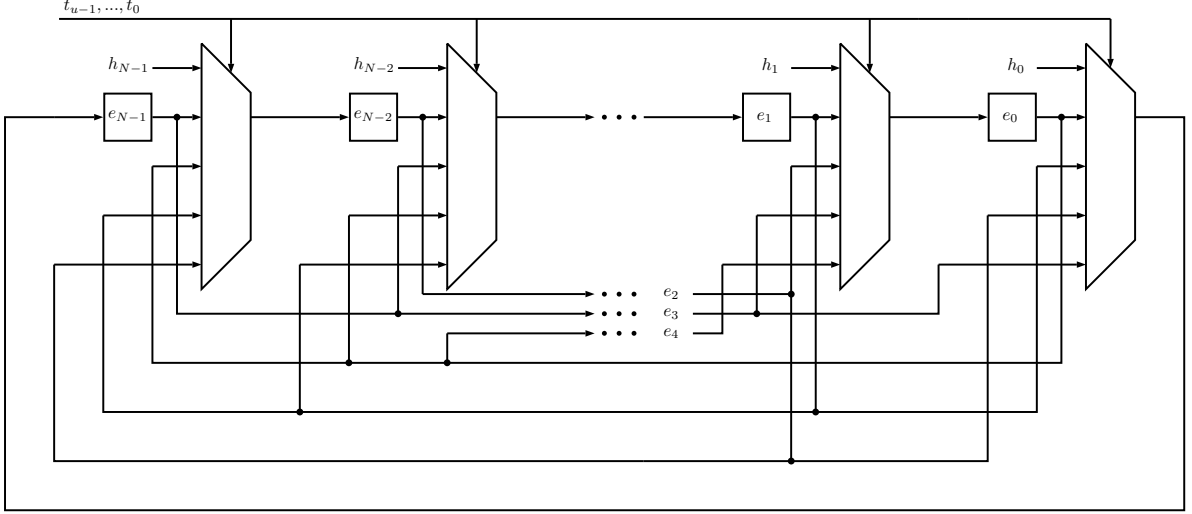 t_{u-1}, ..., t_0
h_{N-1} h_{N-2} h_1 h_0
e_{N-1} e_{N-2} • • • e_1 e_0
• • • e_2
• • • e_3
• • • e_4